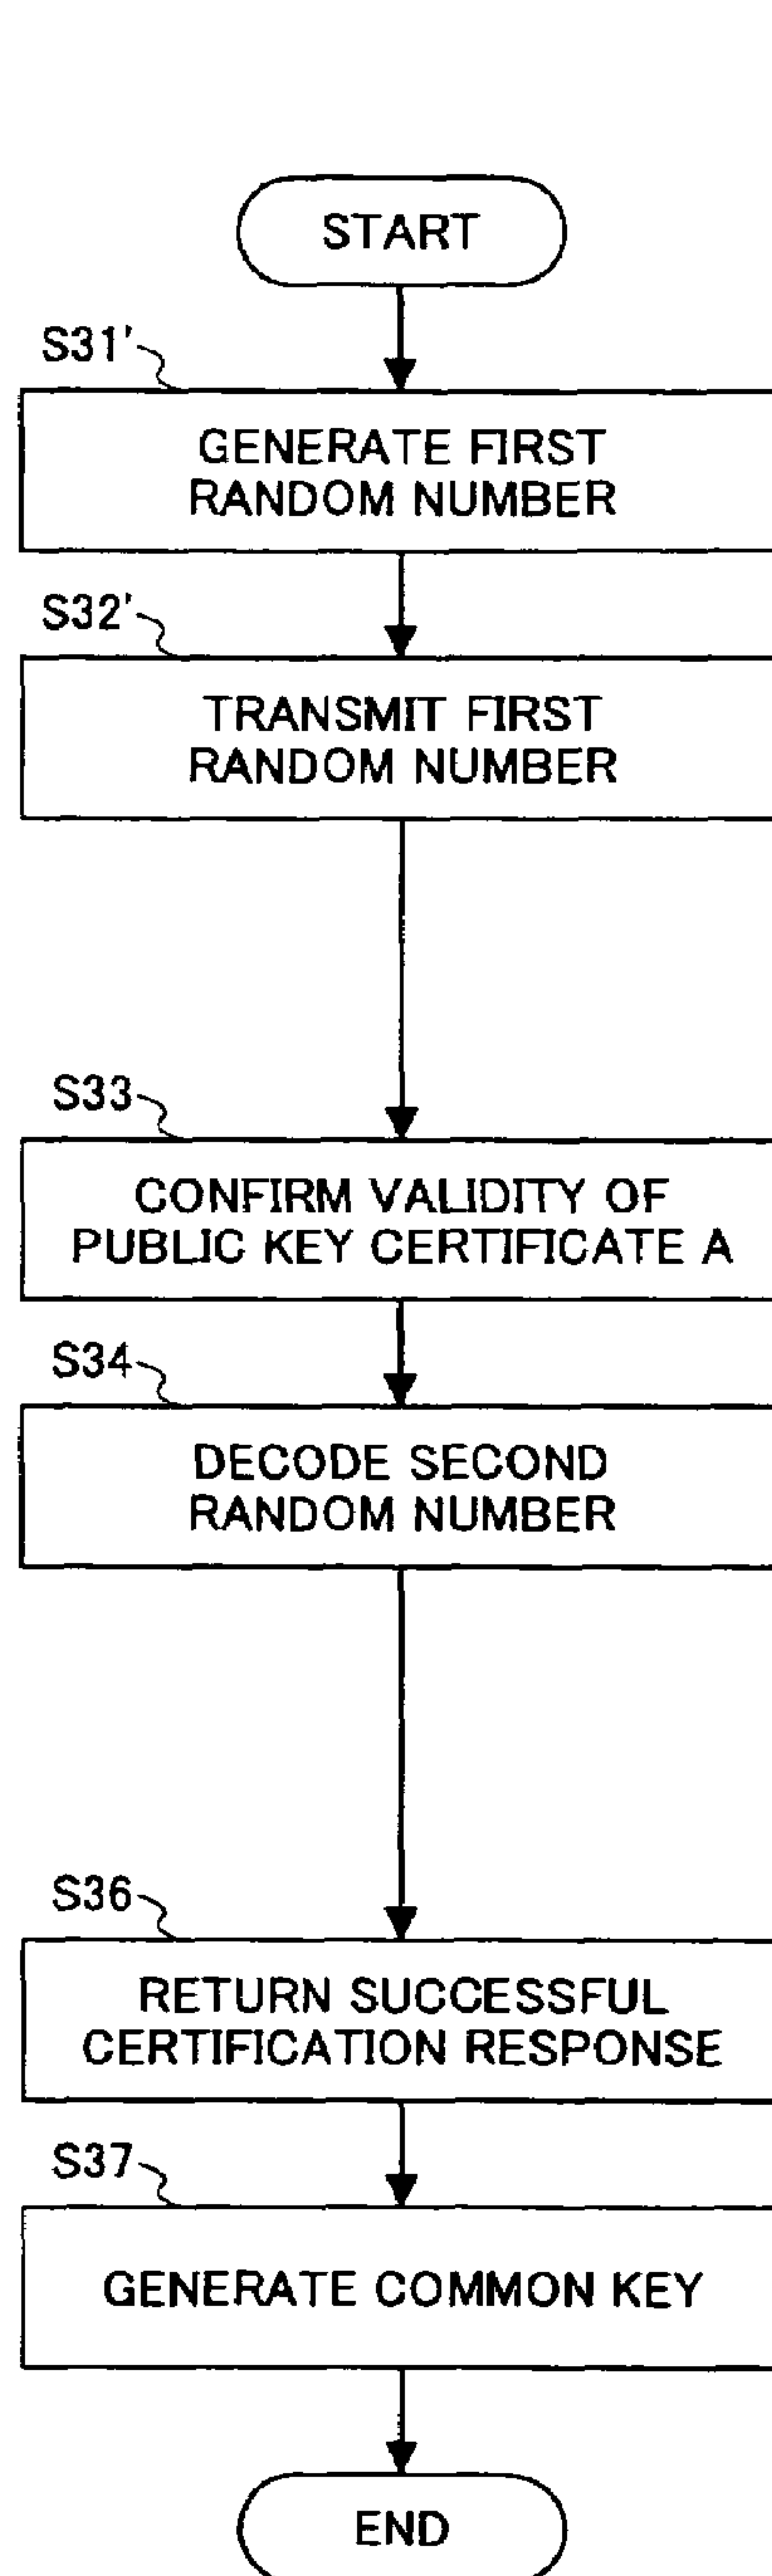 START
S31'
GENERATE FIRST
RANDOM NUMBER
S32'
TRANSMIT FIRST
RANDOM NUMBER
S33
CONFIRM VALIDITY OF
PUBLIC KEY CERTIFICATE A
S34
DECODE SECOND
RANDOM NUMBER
S36
RETURN SUCCESSFUL
CERTIFICATION RESPONSE
S37
GENERATE COMMON KEY
END